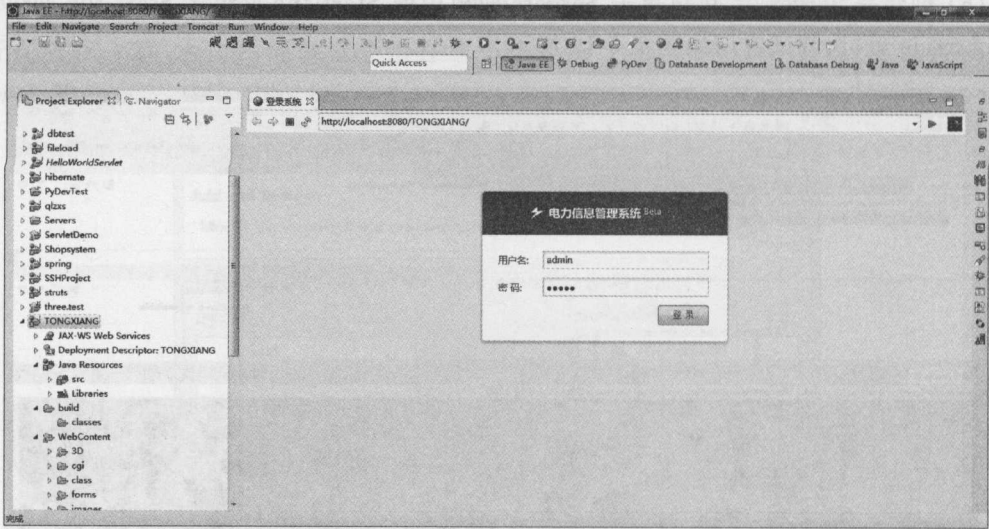 Java EE - http://localhost:8080/TONGXIANG/
File Edit Navigate Search Project Tomcat Run Window Help
Quick Access
Java EE Debug PyDev Database Development Database Debug Java JavaScript
Project Explorer Navigator
登录系统
http://localhost:8080/TONGXIANG/
dbtest
fileload
HelloWorldServlet
hibernate
PyDevTest
qlzxs
Servers
ServletDemo
Shopsystem
spring
SSHProject
struts
three.test
TONGXIANG
JAX-WS Web Services
Deployment Descriptor: TONGXIANG
Java Resources
src
Libraries
build
classes
WebContent
3D
cgi
class
forms
images
电力信息管理系统 Beta
用户名: admin
密 码: •••••
登 录
完成